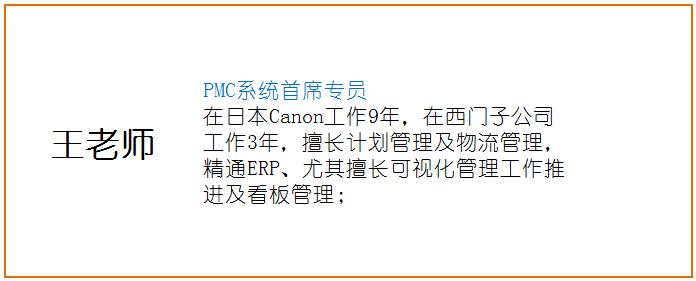 王老师
PMC系统首席专员
在日本Canon工作9年，在西门子公司
工作3年，擅长计划管理及物流管理，
精通ERP、尤其擅长可视化管理工作推
进及看板管理；